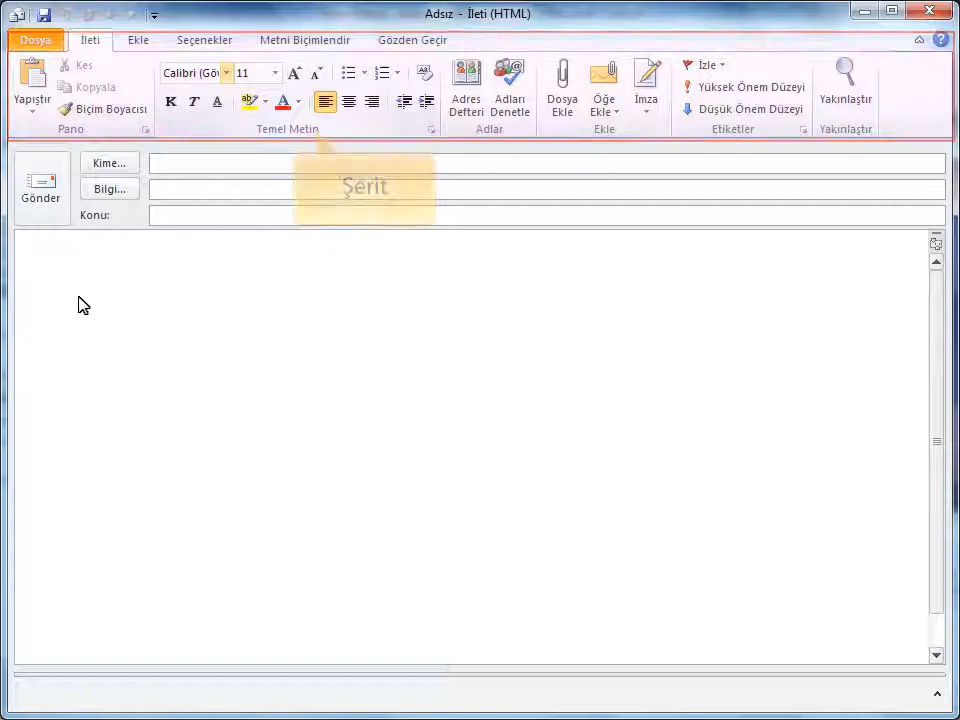 Adsız - İleti (HTML)
Dosya İleti Ekle Seçenekler Metni Biçimlendir Gözden Geçir
Yapıştır
Kes
Kopyala
Biçim Boyacısı
Pano
Calibri (Göv 11
K T A
Temel Metin
Adres Defteri
Adları Denetle
Adlar
Dosya Ekle
Öğe Ekle
İmza
Ekle
İzle
Yüksek Önem Düzeyi
Düşük Önem Düzeyi
Etiketler
Yakınlaştır
Yakınlaştır
Şerit
Gönder
Kime...
Bilgi...
Konu: